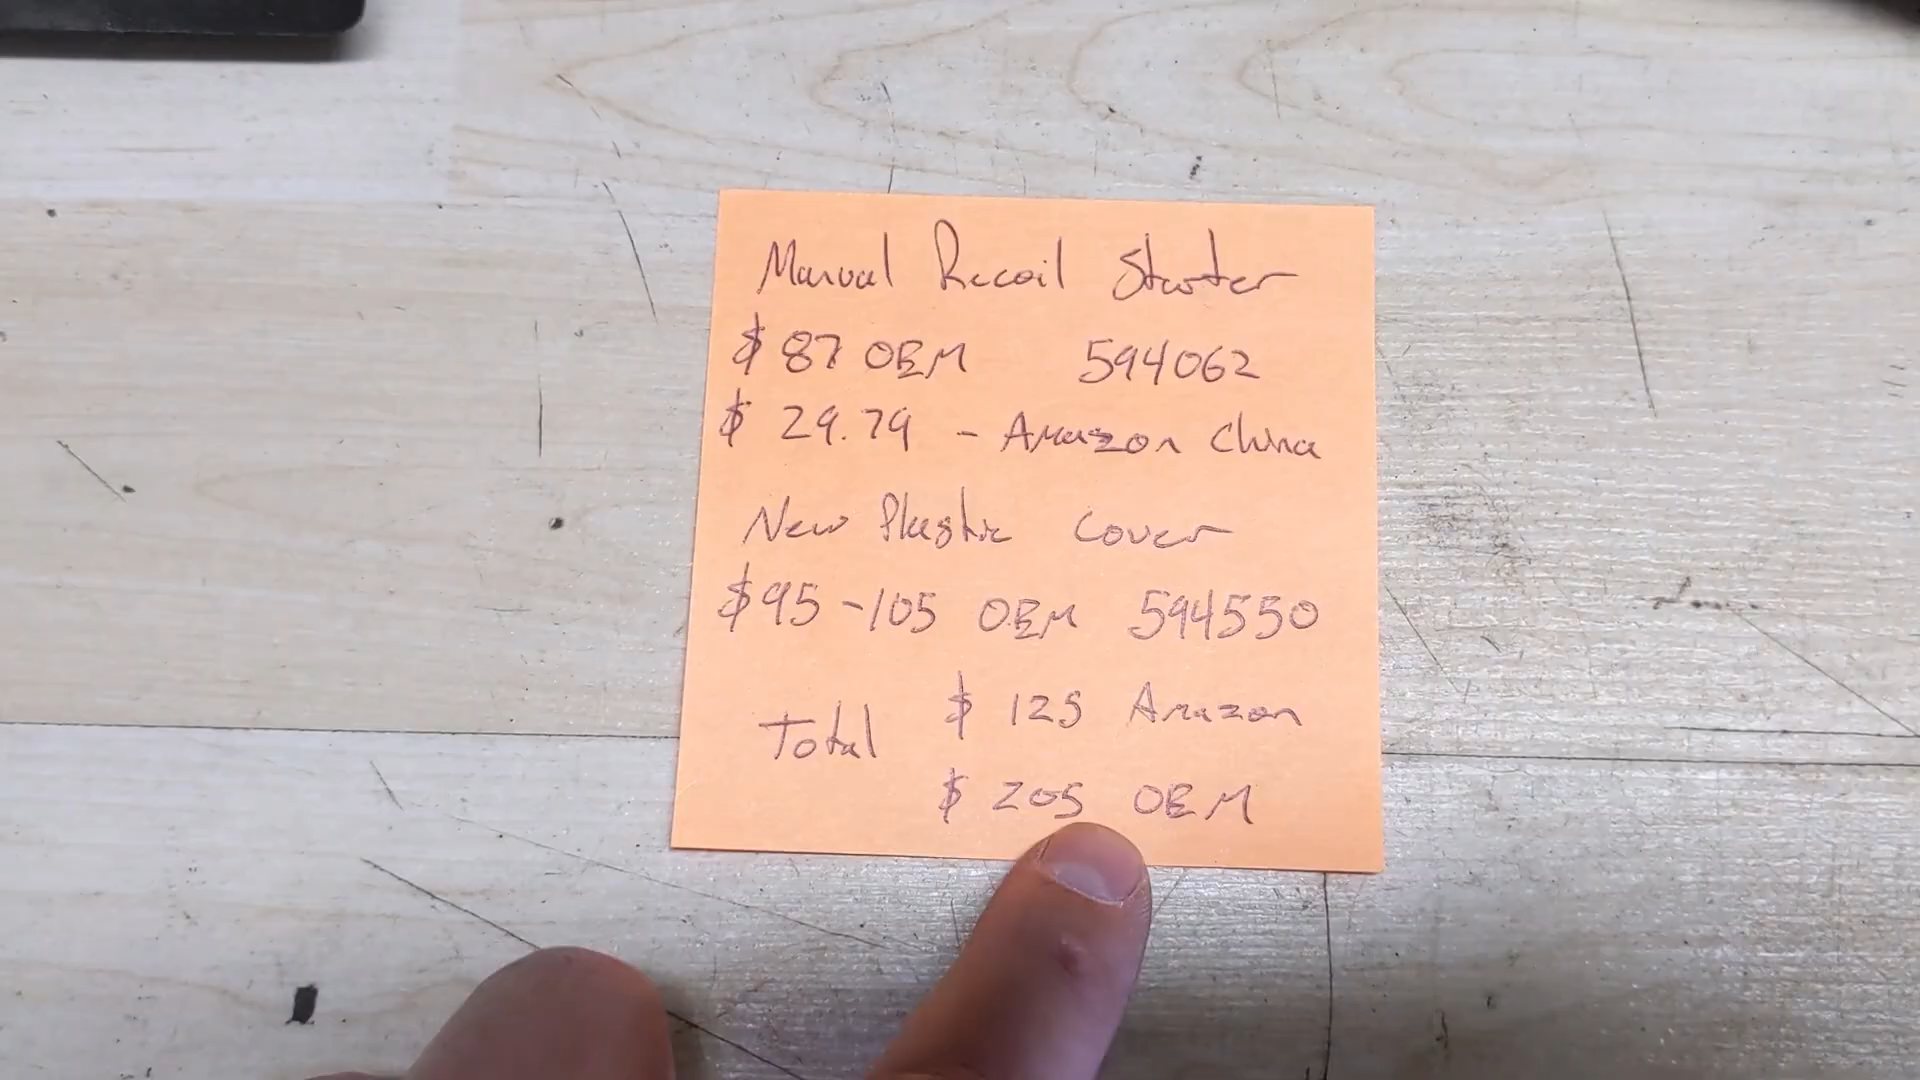 Manual Recoil Starter
$ 87 OEM 594062
$ 29.79 - Amazon China
New Plastic Cover
$95-105 OEM 594550
Total $ 125 Amazon
$ 205 OEM